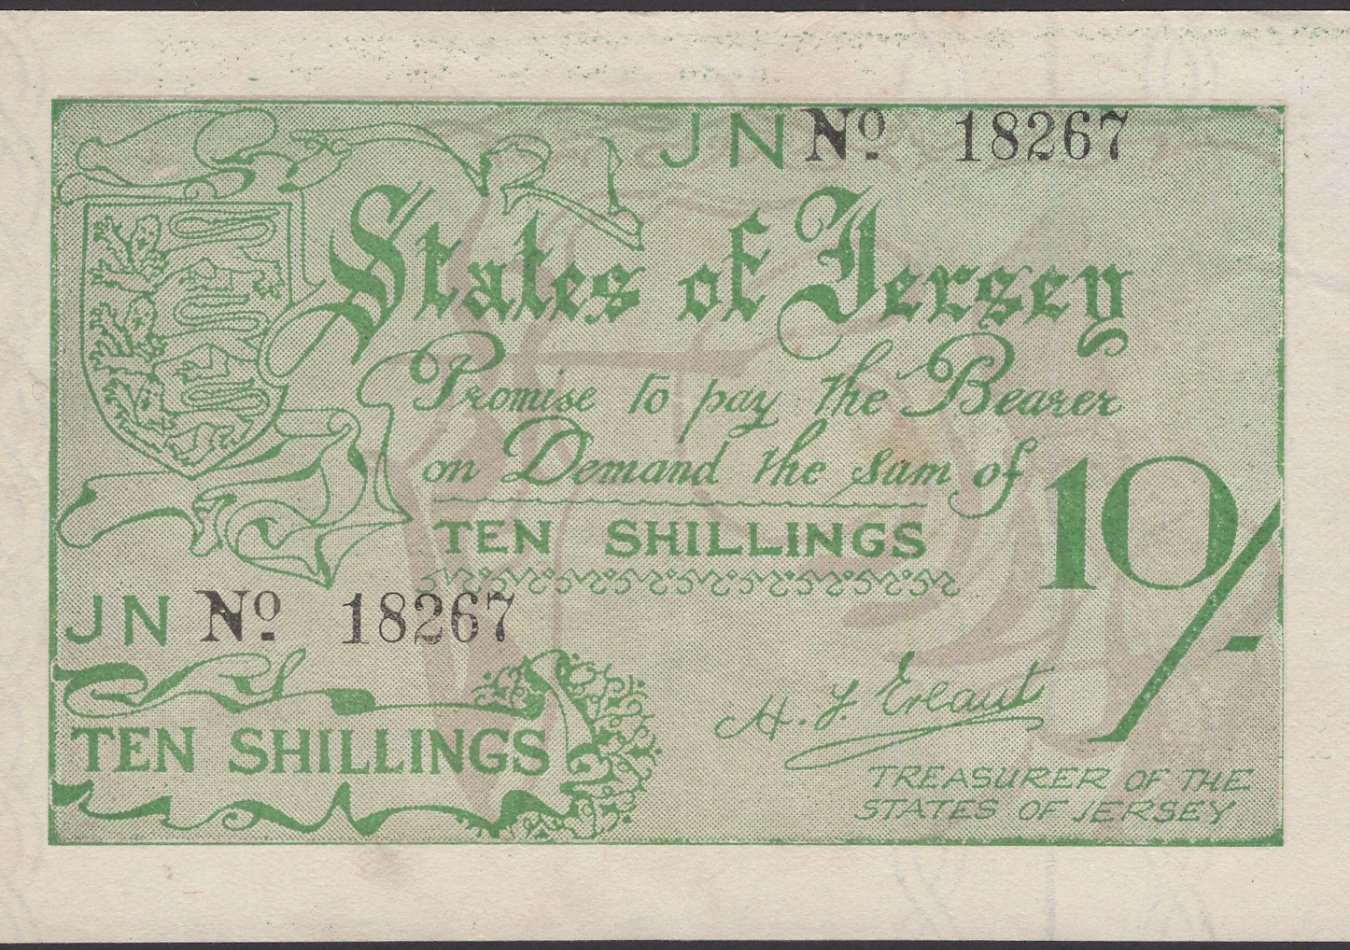 JN Nº 18267
States of Jersey
Promise to pay the Bearer
on Demand the sum of
TEN SHILLINGS
10/-
JN Nº 18267
TEN SHILLINGS
H. F. Ereaut
TREASURER OF THE
STATES OF JERSEY